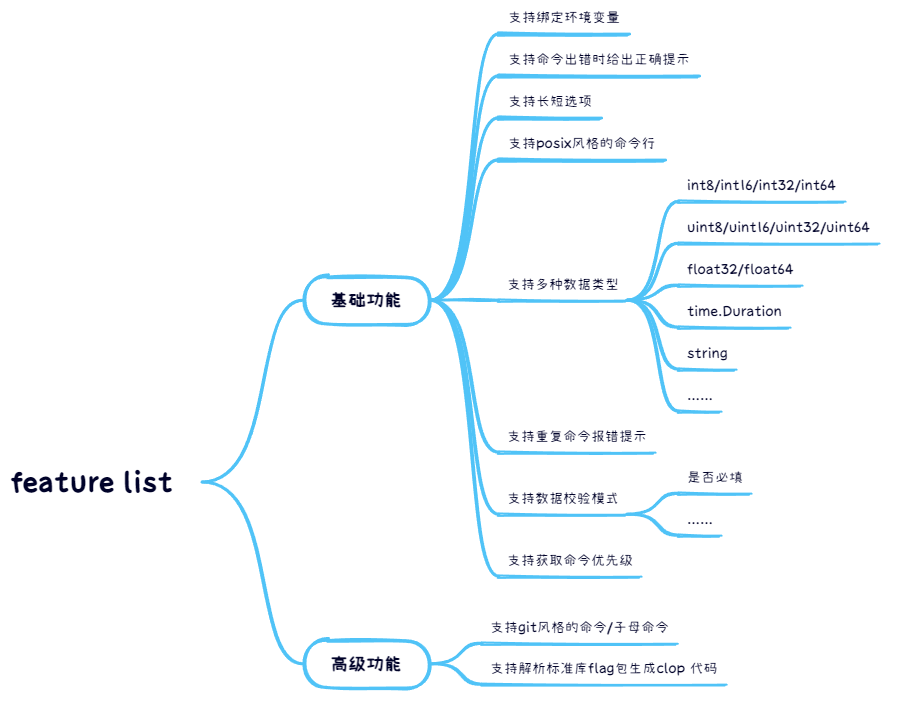 feature list
基础功能
支持绑定环境变量
支持命令出错时给出正确提示
支持长短选项
支持posix风格的命令行
支持多种数据类型
int8/int16/int32/int64
uint8/uint16/uint32/uint64
float32/float64
time.Duration
string
......
支持重复命令报错提示
支持数据校验模式
是否必填
......
支持获取命令优先级
高级功能
支持git风格的命令/子母命令
支持解析标准库flag包生成clop 代码